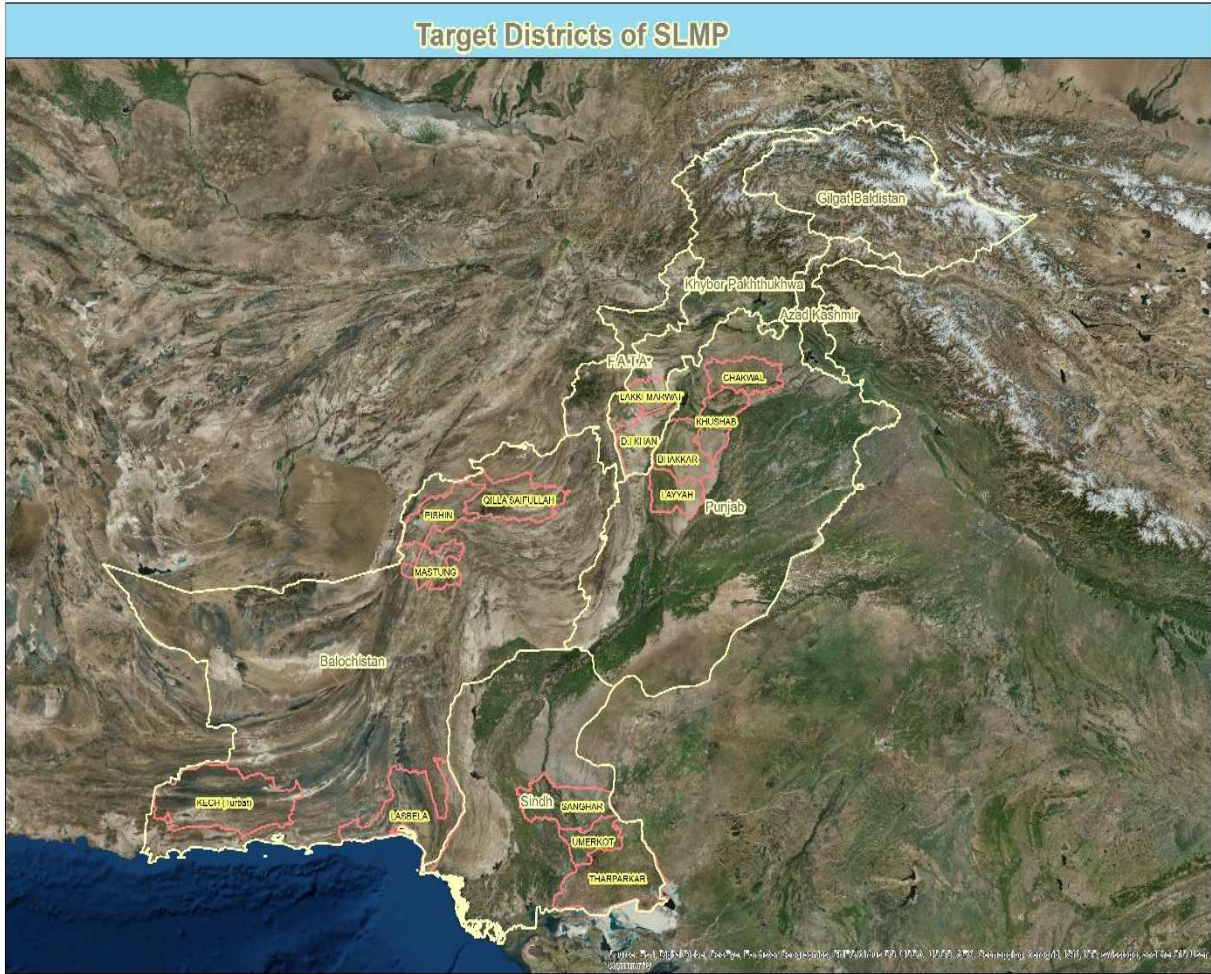 Target Districts of SLMP
Gilgat Baldistan
Khybor Pakhthukhwa
Azad Kashmir
F.A.T.A.
CHAKWAL
LAKKI MARWAT
KHUSHAB
D.I KHAN
BHAKKAR
LAYYAH
Punjab
QILLA SAIFULLAH
PISHIN
MASTUNG
Balochistan
KECH (Turbat)
LASBELA
Sindh
SANGHAR
UMERKOT
THARPARKAR